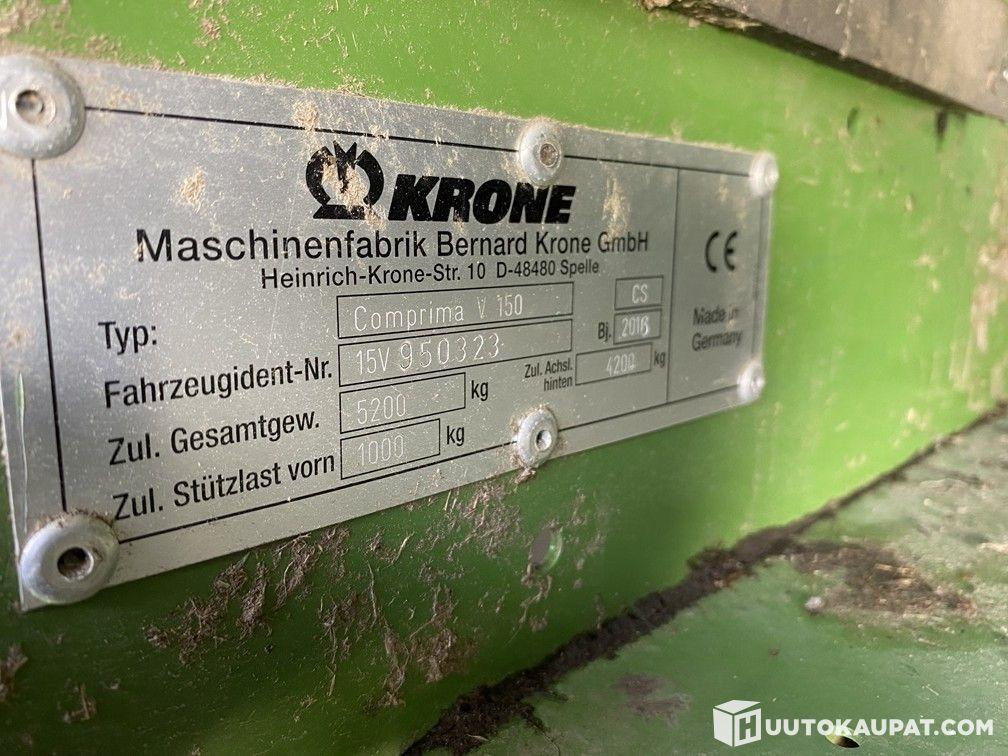 KRONE
Maschinenfabrik Bernard Krone GmbH
Heinrich-Krone-Str. 10 D-48480 Spelle
CE
Made in Germany
Typ: Comprima V 150 CS
Fahrzeugident-Nr. 15V 950323 Bj. 2016
Zul. Gesamtgew. 5200 kg Zul. Achsl. hinten 4200 kg
Zul. Stützlast vorn 1000 kg
HUUTOKAUPAT.COM